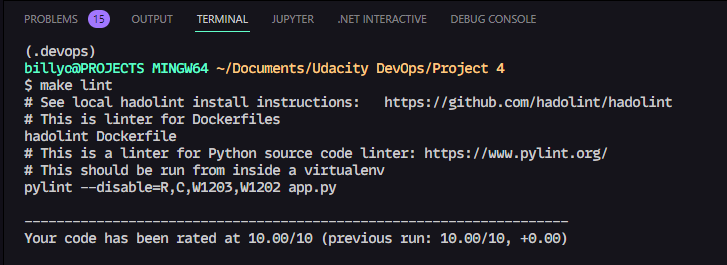 PROBLEMS 15 OUTPUT TERMINAL JUPYTER .NET INTERACTIVE DEBUG CONSOLE
(.devops)
billyo@PROJECTS MINGW64 ~/Documents/Udacity DevOps/Project 4
$ make lint
# See local hadolint install instructions:   https://github.com/hadolint/hadolint
# This is linter for Dockerfiles
hadolint Dockerfile
# This is a linter for Python source code linter: https://www.pylint.org/
# This should be run from inside a virtualenv
pylint --disable=R,C,W1203,W1202 app.py
--------------------------------------------------------------------
Your code has been rated at 10.00/10 (previous run: 10.00/10, +0.00)